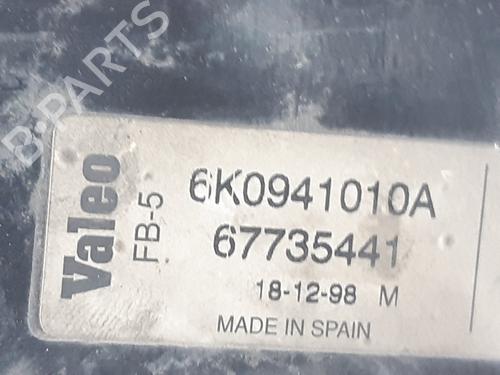 B-PARTS
Valeo
FB-5
6K0941010A
67735441
18-12-98 M
MADE IN SPAIN